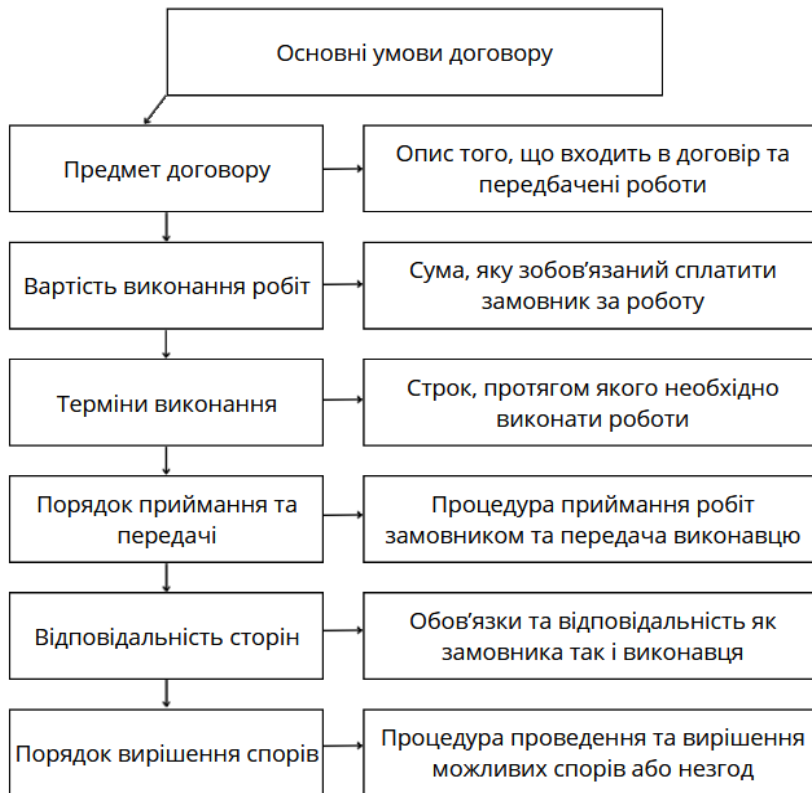 Основні умови договору
Предмет договору
Опис того, що входить в договір та
передбачені роботи
Вартість виконання робіт
Сума, яку зобов’язаний сплатити
замовник за роботу
Терміни виконання
Строк, протягом якого необхідно
виконати роботи
Порядок приймання та
передачі
Процедура приймання робіт
замовником та передача виконавцю
Відповідальність сторін
Обов’язки та відповідальність як
замовника так і виконавця
Порядок вирішення спорів
Процедура проведення та вирішення
можливих спорів або незгод